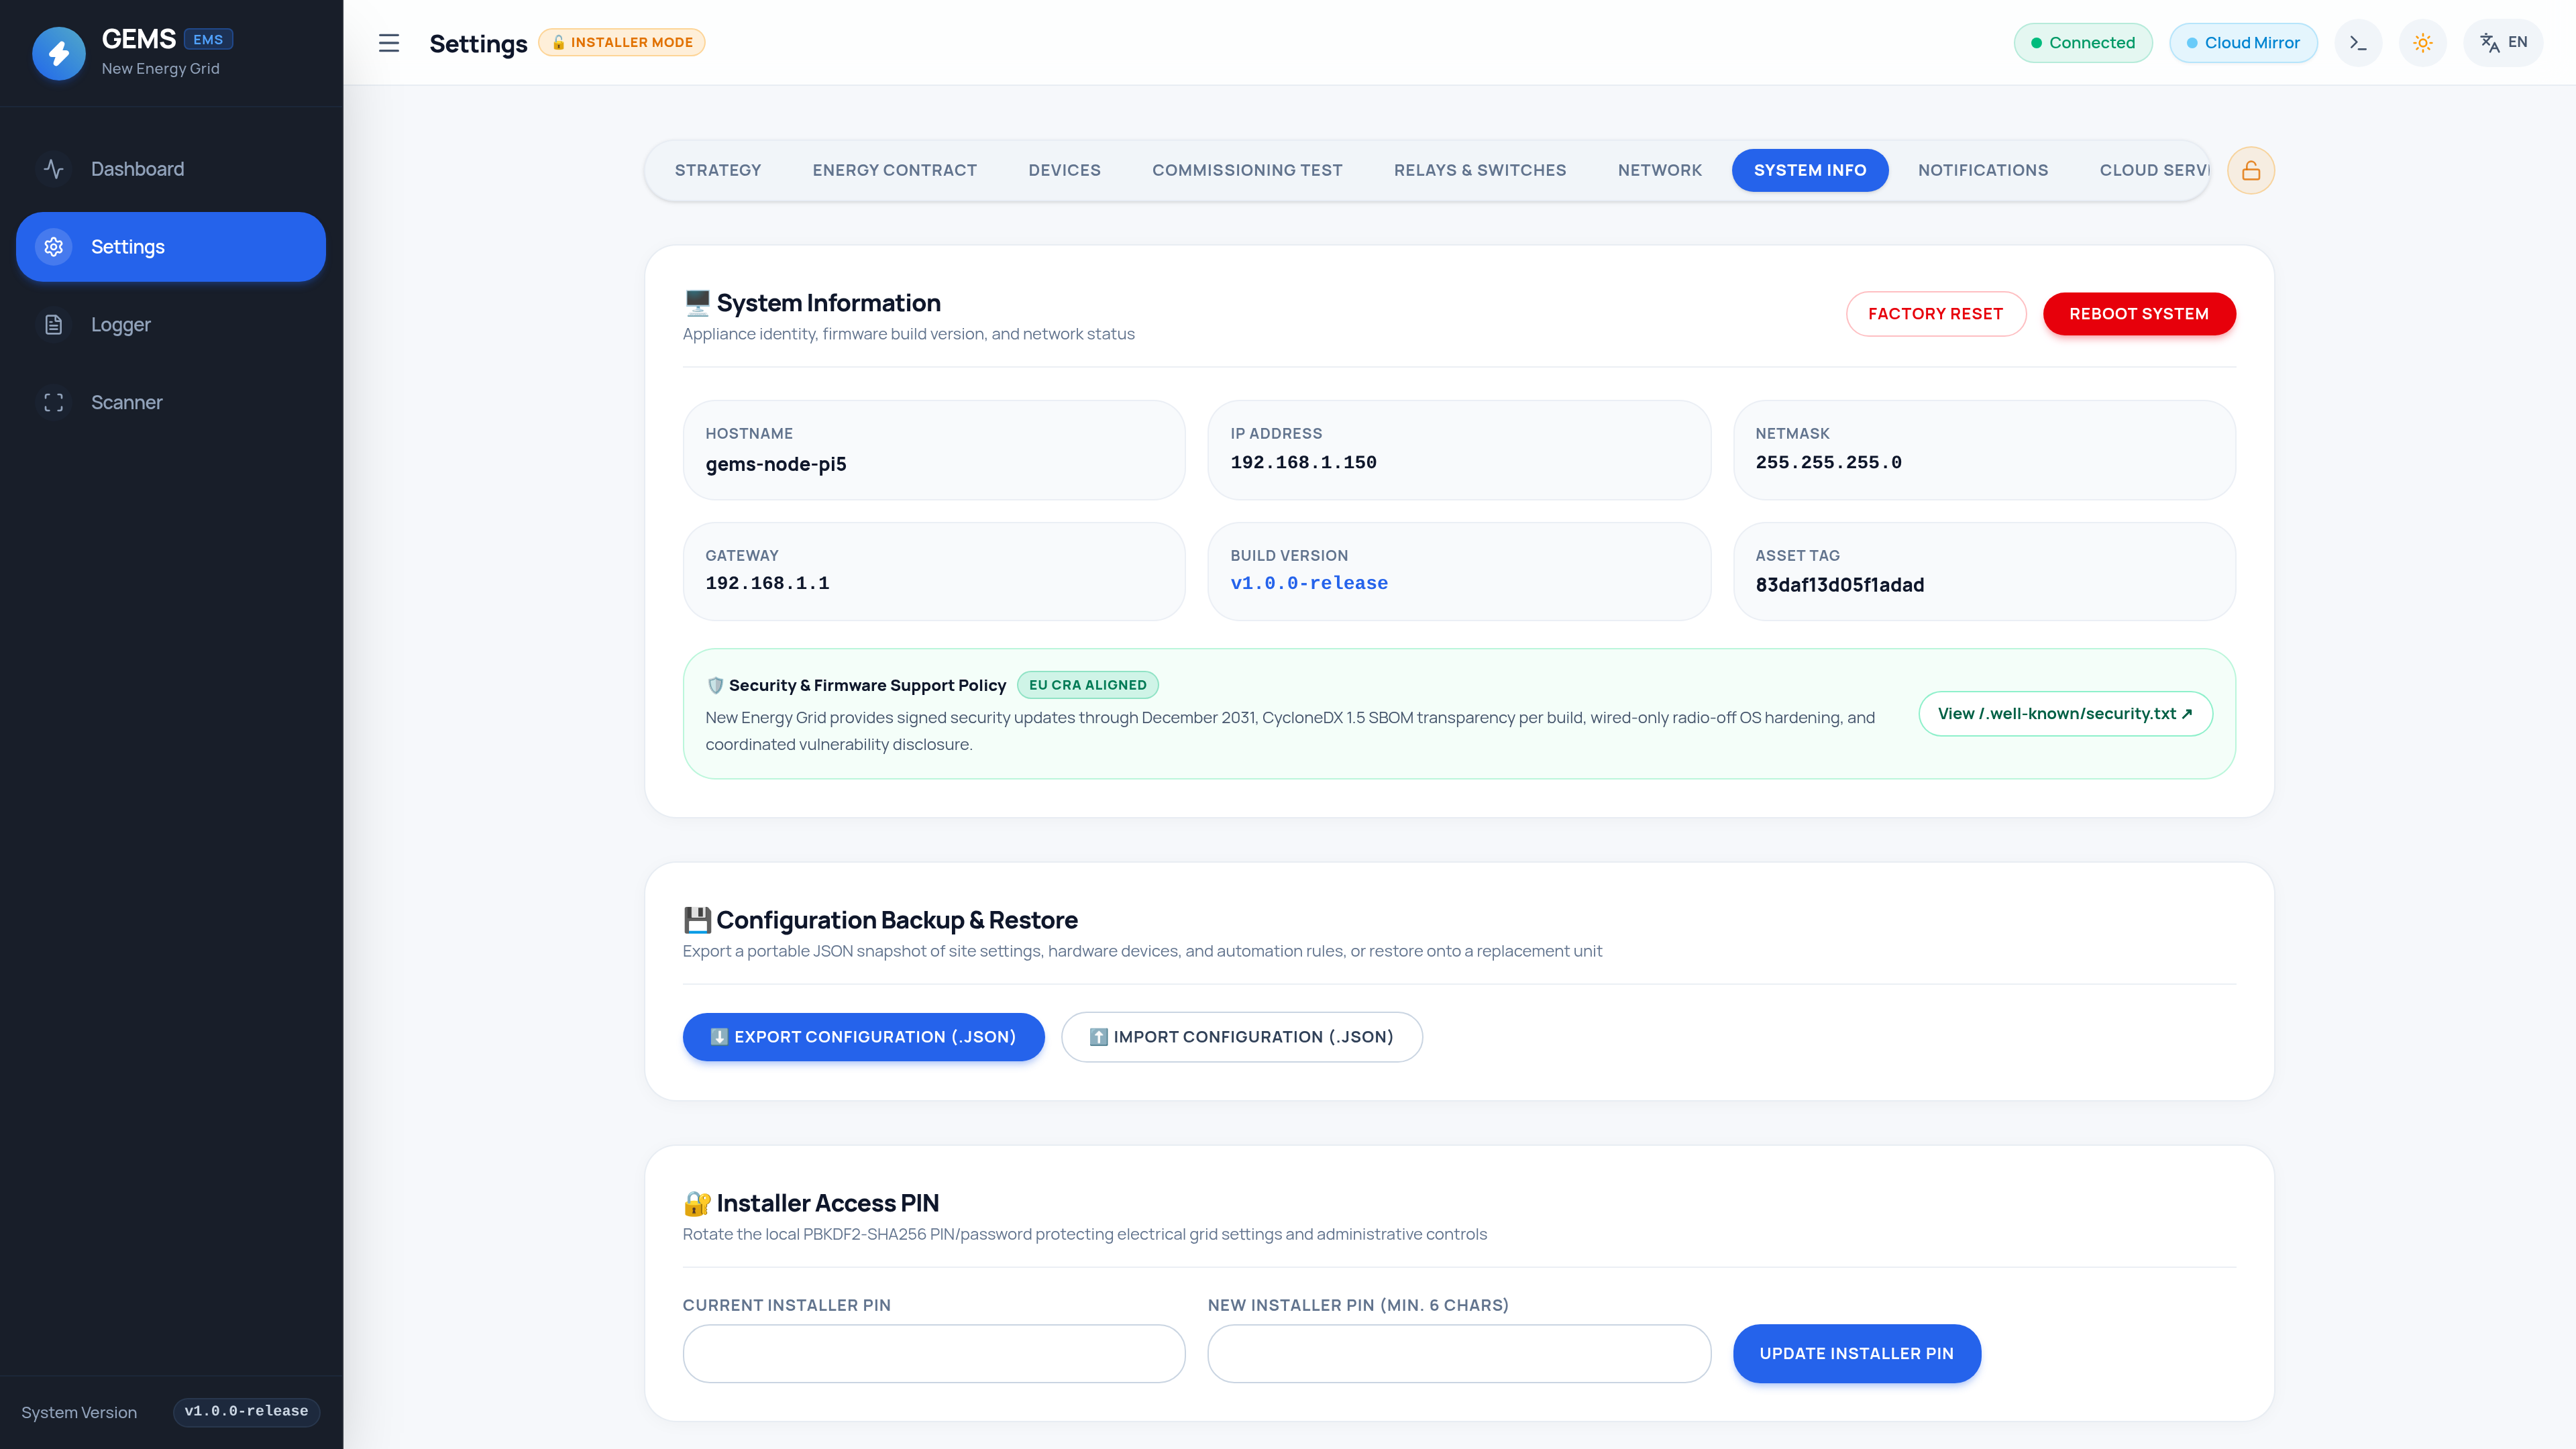 GEMS EMS
New Energy Grid
Dashboard
Settings
Logger
Scanner
System Version v1.0.0-release
Settings 🔓 INSTALLER MODE
Connected
Cloud Mirror
EN
STRATEGY ENERGY CONTRACT DEVICES COMMISSIONING TEST RELAYS & SWITCHES NETWORK SYSTEM INFO NOTIFICATIONS CLOUD SERV
🖥️ System Information
Appliance identity, firmware build version, and network status
FACTORY RESET
REBOOT SYSTEM
HOSTNAME
gems-node-pi5
IP ADDRESS
192.168.1.150
NETMASK
255.255.255.0
GATEWAY
192.168.1.1
BUILD VERSION
v1.0.0-release
ASSET TAG
83daf13d05f1adad
🛡️ Security & Firmware Support Policy EU CRA ALIGNED
New Energy Grid provides signed security updates through December 2031, CycloneDX 1.5 SBOM transparency per build, wired-only radio-off OS hardening, and
coordinated vulnerability disclosure.
View /.well-known/security.txt ↗
💾 Configuration Backup & Restore
Export a portable JSON snapshot of site settings, hardware devices, and automation rules, or restore onto a replacement unit
⬇️ EXPORT CONFIGURATION (.JSON)
⬆️ IMPORT CONFIGURATION (.JSON)
🔐 Installer Access PIN
Rotate the local PBKDF2-SHA256 PIN/password protecting electrical grid settings and administrative controls
CURRENT INSTALLER PIN
NEW INSTALLER PIN (MIN. 6 CHARS)
UPDATE INSTALLER PIN